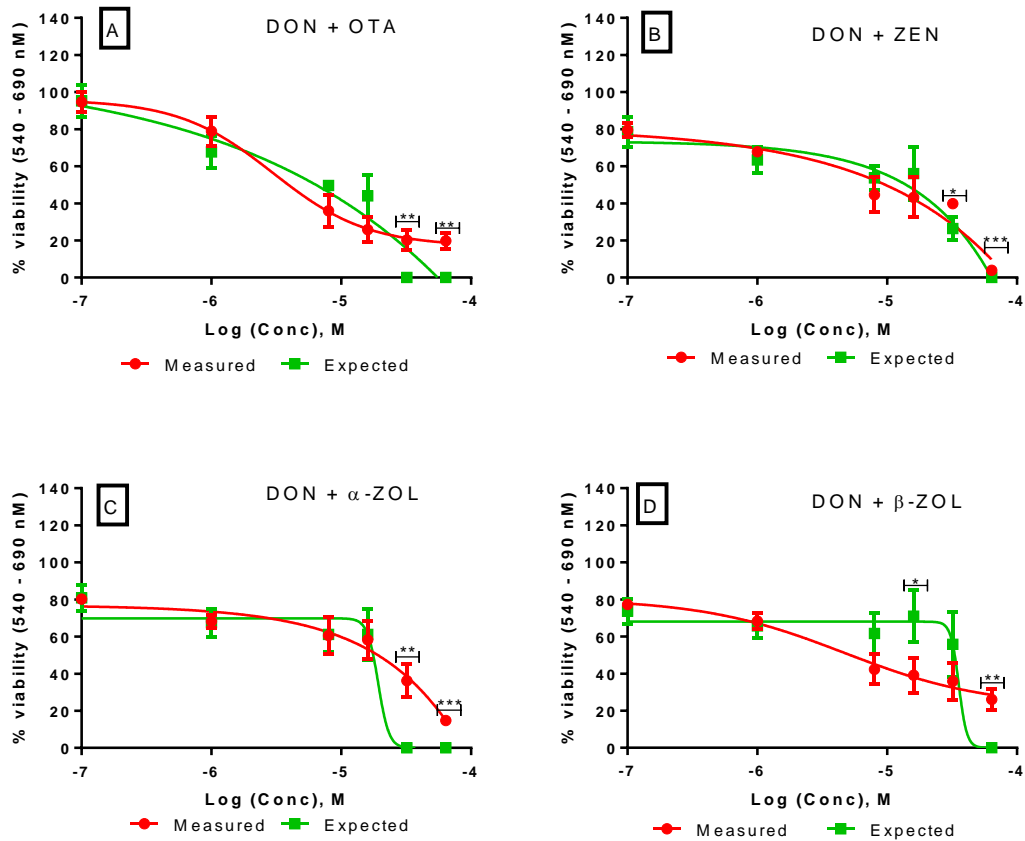 A
DON + OTA
% viability (540 - 690 nM)
140
120
100
80
60
40
20
0
**
**
-7
-6
-5
-4
Log (Conc), M
Measured
Expected
B
DON + ZEN
% viability (540 - 690 nM)
140
120
100
80
60
40
20
0
*
***
-7
-6
-5
-4
Log (Conc), M
Measured
Expected
C
DON + α-ZOL
% viability (540 - 690 nM)
140
120
100
80
60
40
20
0
**
***
-7
-6
-5
-4
Log (Conc), M
Measured
Expected
D
DON + β-ZOL
% viability (540 - 690 nM)
140
120
100
80
60
40
20
0
*
**
-7
-6
-5
-4
Log (Conc), M
Measured
Expected